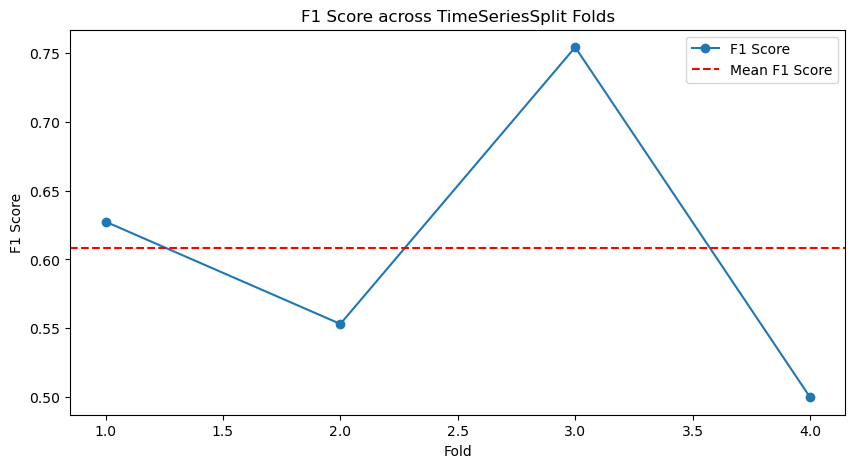 F1 Score across TimeSeriesSplit Folds
F1 Score
Mean F1 Score
0.75
0.70
0.65
0.60
0.55
0.50
F1 Score
1.0 1.5 2.0 2.5 3.0 3.5 4.0
Fold